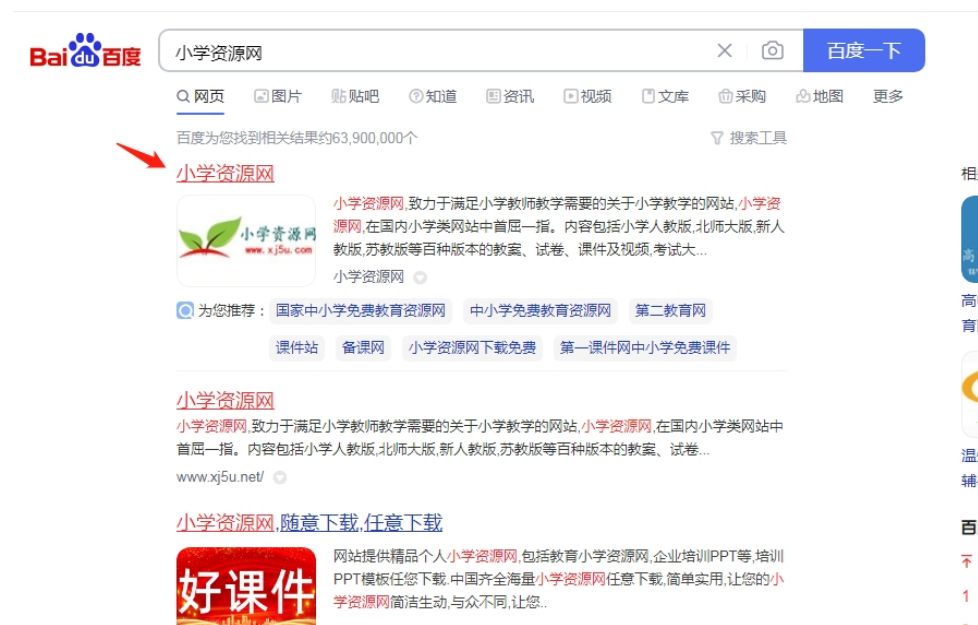 Bai du 百度
小学资源网
百度一下
网页 图片 贴吧 知道 资讯 视频 文库 采购 地图 更多
百度为您找到相关结果约63,900,000个
搜索工具
小学资源网
小学资源网
www.xj5u.com
小学资源网,致力于满足小学教师教学需要的关于小学教学的网站,小学资
源网,在国内小学类网站中首屈一指。内容包括小学人教版,北师大版,新人
教版,苏教版等百种版本的教案、试卷、课件及视频,考试大...
小学资源网
为您推荐: 国家中小学免费教育资源网 中小学免费教育资源网 第二教育网
课件站 备课网 小学资源网下载免费 第一课件网中小学免费课件
小学资源网
小学资源网,致力于满足小学教师教学需要的关于小学教学的网站,小学资源网,在国内小学类网站中
首屈一指。内容包括小学人教版,北师大版,新人教版,苏教版等百种版本的教案、试卷...
www.xj5u.net/
小学资源网,随意下载,任意下载
好课件
网站提供精品个人小学资源网,包括教育小学资源网,企业培训PPT等,培训
PPT模板任您下载.中国齐全海量小学资源网任意下载,简单实用,让您的小
学资源网简洁生动,与众不同,让您..
高
育
温
辅
百
1